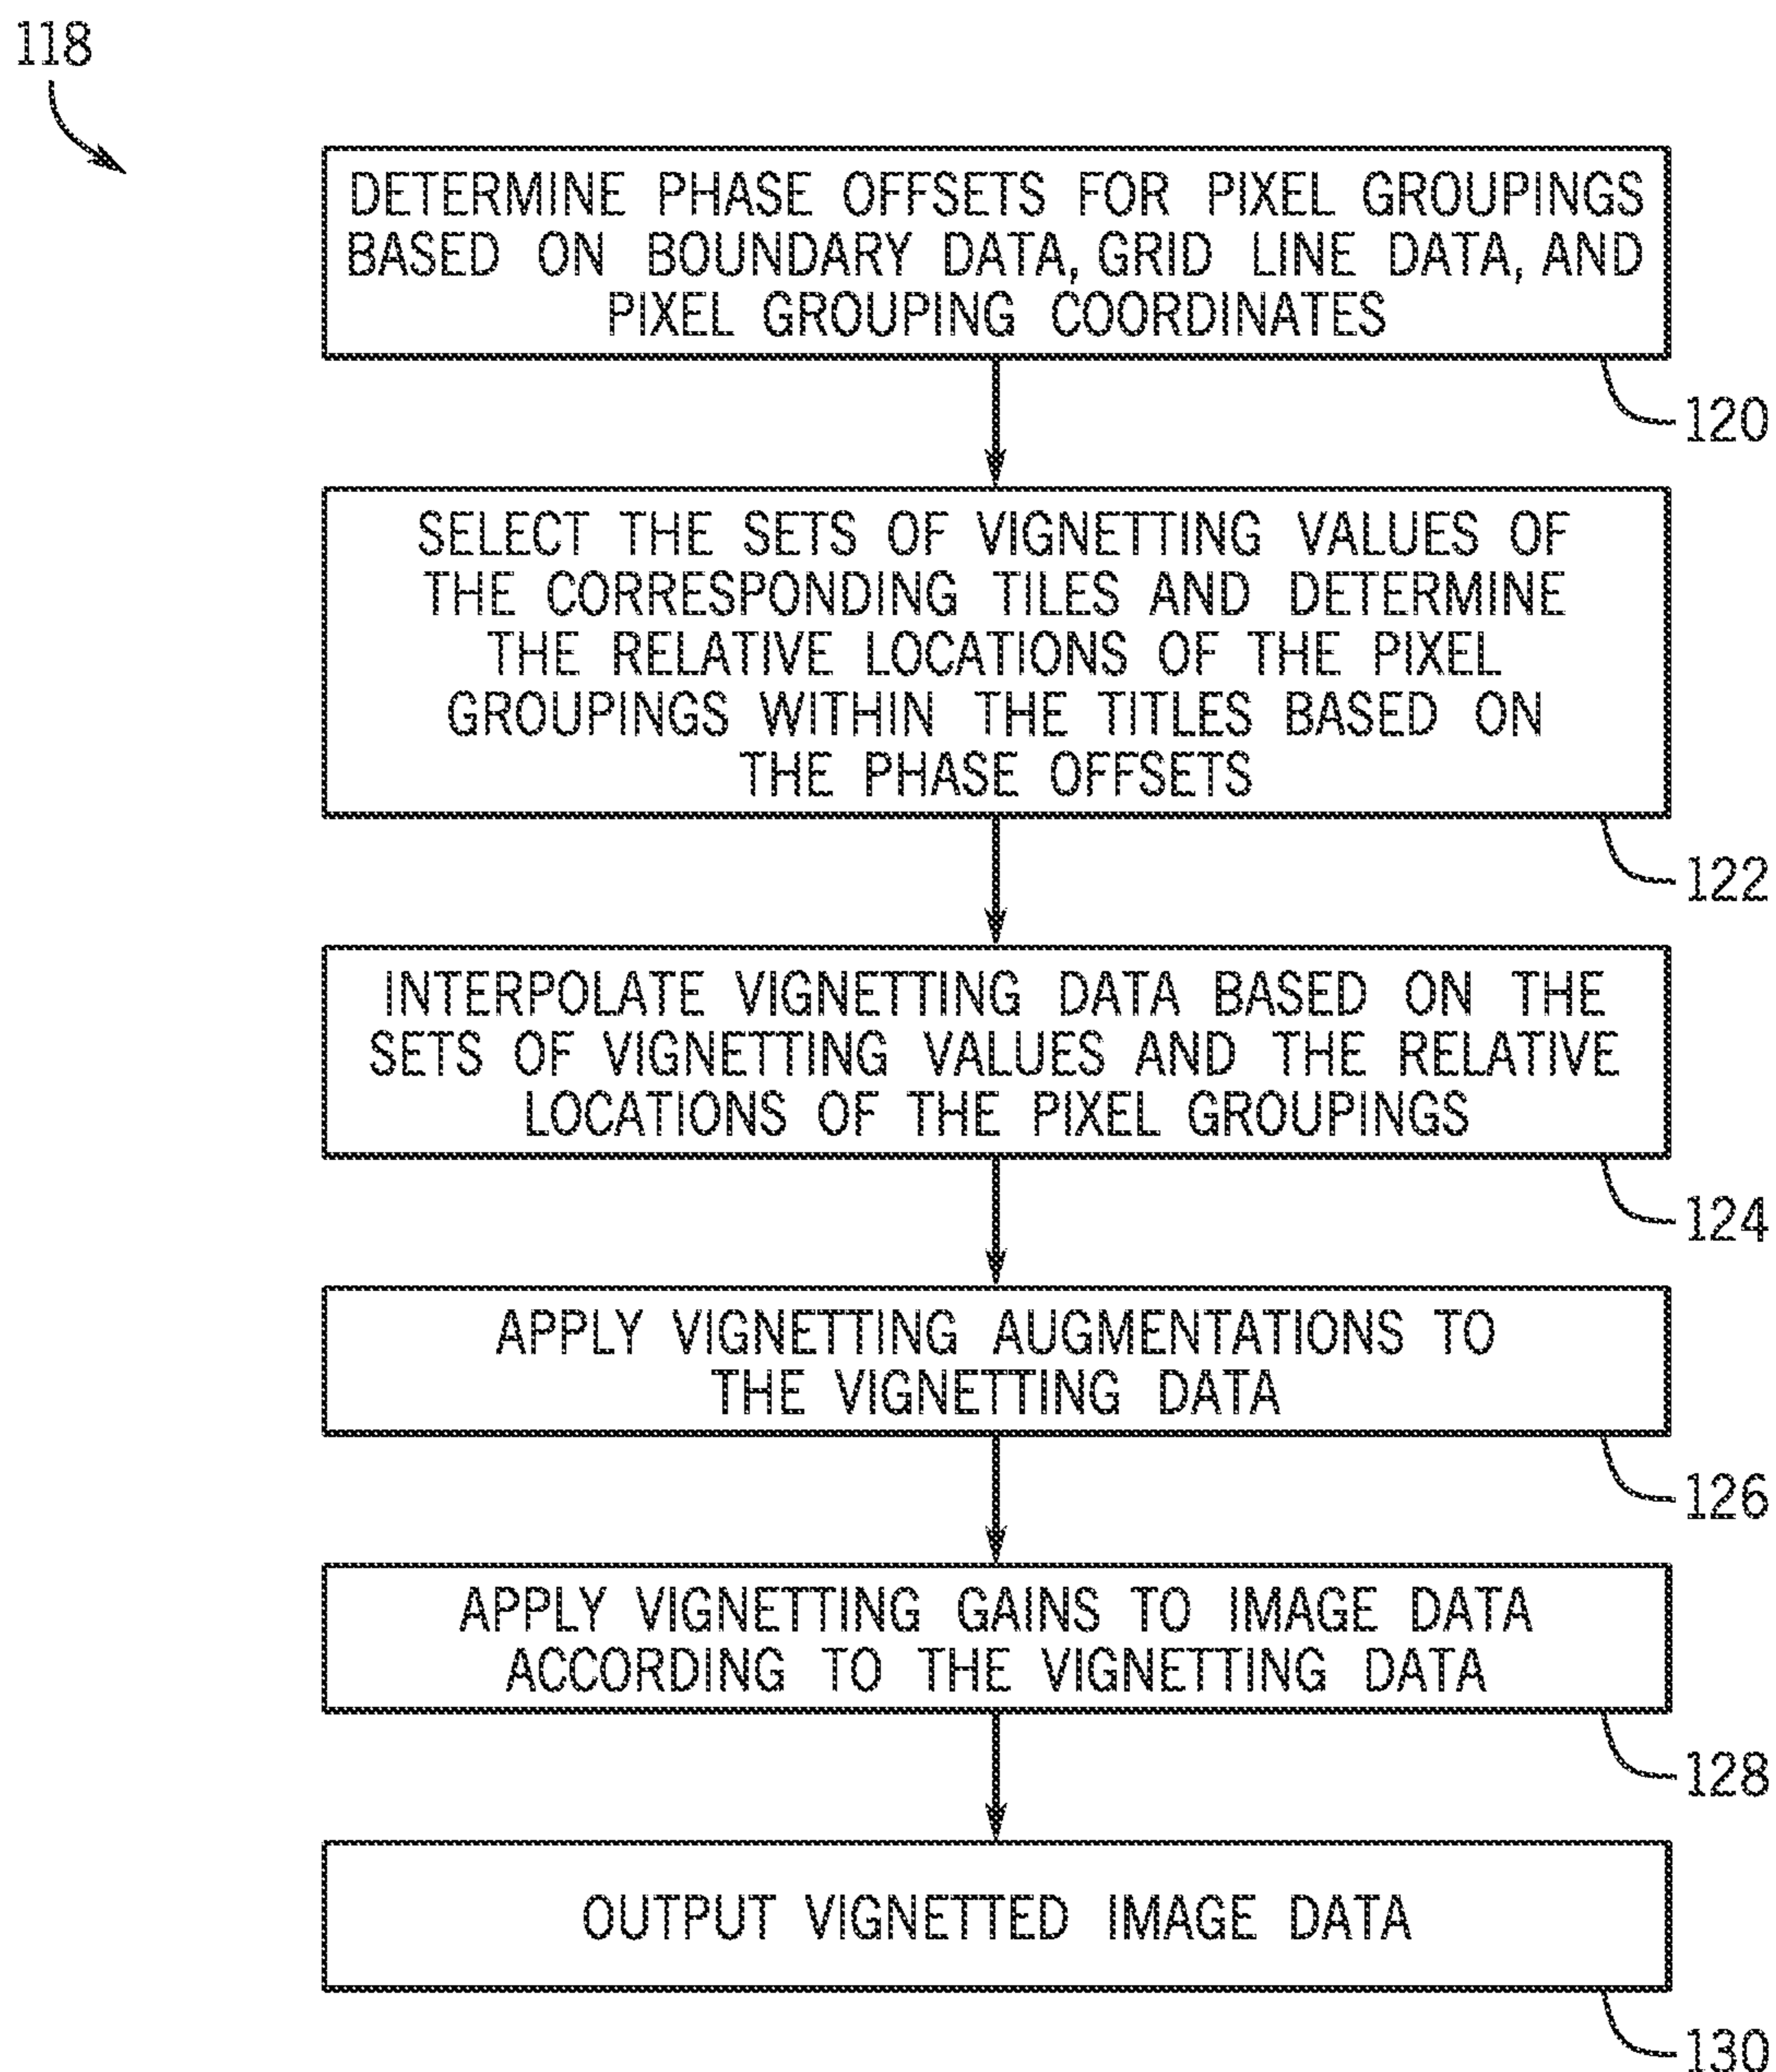 118
DETERMINE PHASE OFFSETS FOR PIXEL GROUPINGS
BASED ON BOUNDARY DATA, GRID LINE DATA, AND
PIXEL GROUPING COORDINATES
120
SELECT THE SETS OF VIGNETTING VALUES OF
THE CORRESPONDING TILES AND DETERMINE
THE RELATIVE LOCATIONS OF THE PIXEL
GROUPINGS WITHIN THE TITLES BASED ON
THE PHASE OFFSETS
122
INTERPOLATE VIGNETTING DATA BASED ON THE
SETS OF VIGNETTING VALUES AND THE RELATIVE
LOCATIONS OF THE PIXEL GROUPINGS
124
APPLY VIGNETTING AUGMENTATIONS TO
THE VIGNETTING DATA
126
APPLY VIGNETTING GAINS TO IMAGE DATA
ACCORDING TO THE VIGNETTING DATA
128
OUTPUT VIGNETTED IMAGE DATA
130